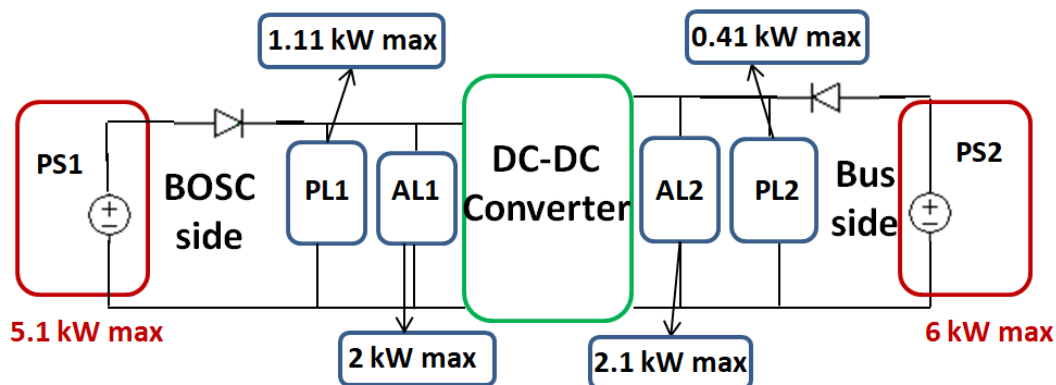 1.11 kW max
0.41 kW max
PS1
BOSC
side
PL1
AL1
DC-DC
Converter
AL2
PL2
Bus
side
PS2
5.1 kW max
2 kW max
2.1 kW max
6 kW max